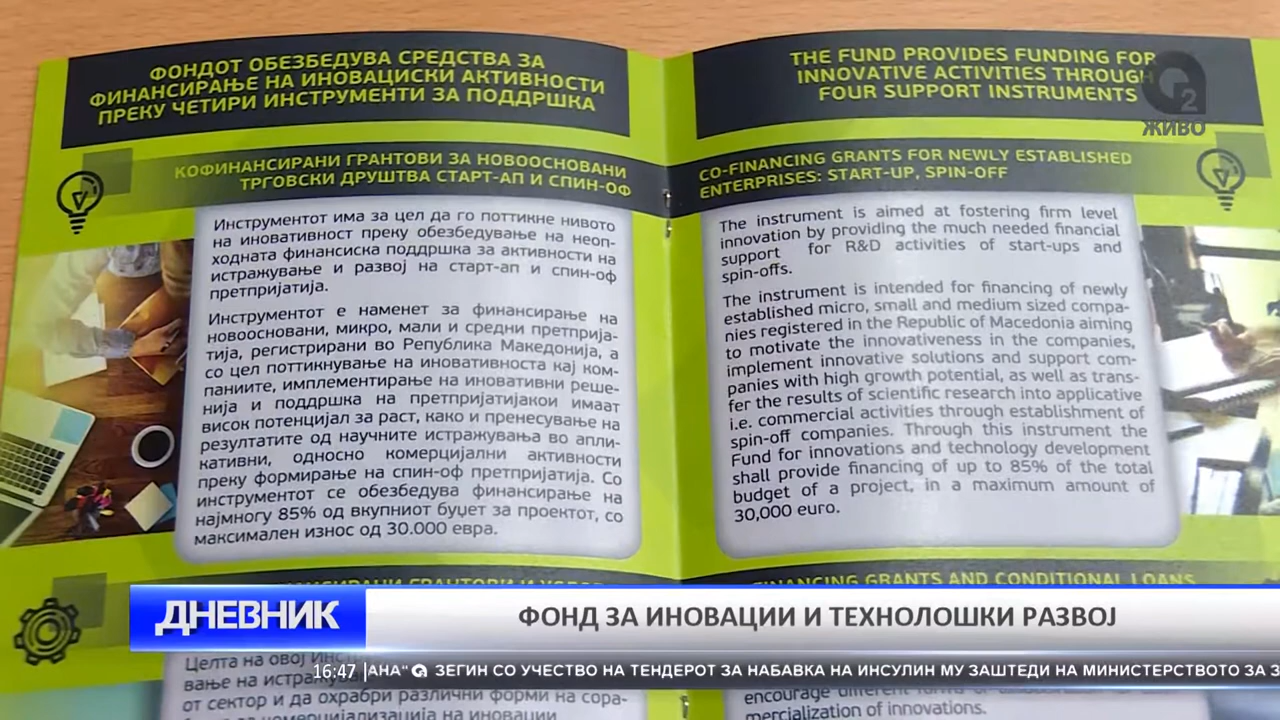 ФОНДОТ ОБЕЗБЕДУВА СРЕДСТВА ЗА
ФИНАНСИРАЊЕ НА ИНОВАЦИСКИ АКТИВНОСТИ
ПРЕКУ ЧЕТИРИ ИНСТРУМЕНТИ ЗА ПОДДРШКА
КОФИНАНСИРАНИ ГРАНТОВИ ЗА НОВООСНОВАНИ
ТРГОВСКИ ДРУШТВА СТАРТ-АП И СПИН-ОФ
Инструментот има за цел да го поттикне нивото
на иновативност преку обезбедување на неоп-
ходната финансиска поддршка за активности на
истражување и развој на старт-ап и спин-оф
претпријатија.
Инструментот е наменет за финансирање на
новоосновани, микро, мали и средни претприја-
тија, регистрирани во Република Македонија, а
со цел поттикнување на иновативноста кај ком-
паниите, имплементирање на иновативни реше-
нија и поддршка на претпријатијакои имаат
висок потенцијал за раст, како и пренесување на
резултатите од научните истражувања во апли-
кативни, односно комерцијални активности
преку формирање на спин-оф претпријатија. Со
инструментот се обезбедува финансирање на
најмногу 85% од вкупниот буџет за проектот, со
максимален износ од 30.000 евра.
ГРАНТОВИ И
Целта на овој
вање на
от сектор и да охрабри различни форми на сора-
комерцијализација на иновации
THE FUND PROVIDES FUNDING FOR
INNOVATIVE ACTIVITIES THROUGH
FOUR SUPPORT INSTRUMENTS
CO-FINANCING GRANTS FOR NEWLY ESTABLISHED
ENTERPRISES: START-UP, SPIN-OFF
The instrument is aimed at fostering firm level
innovation by providing the much needed financial
support for R&D activities of start-ups and
spin-offs.
The instrument is intended for financing of newly
established micro, small and medium sized compa-
nies registered in the Republic of Macedonia aiming
to motivate the innovativeness in the companies,
implement innovative solutions and support com-
panies with high growth potential, as well as trans-
fer the results of scientific research into applicative
i.e. commercial activities through establishment of
spin-off companies. Through this instrument the
Fund for innovations and technology development
shall provide financing of up to 85% of the total
budget of a project, in a maximum amount of
30,000 euro.
FINANCING GRANTS AND CONDITIONAL LOANS
encourage different
mercialization of innovations.
2
ЖИВО
ДНЕВНИК
ФОНД ЗА ИНОВАЦИИ И ТЕХНОЛОШКИ РАЗВОЈ
16:47 АНА“ ЗЕГИН СО УЧЕСТВО НА ТЕНДЕРОТ ЗА НАБАВКА НА ИНСУЛИН МУ ЗАШТЕДИ НА МИНИСТЕРСТВОТО ЗА З